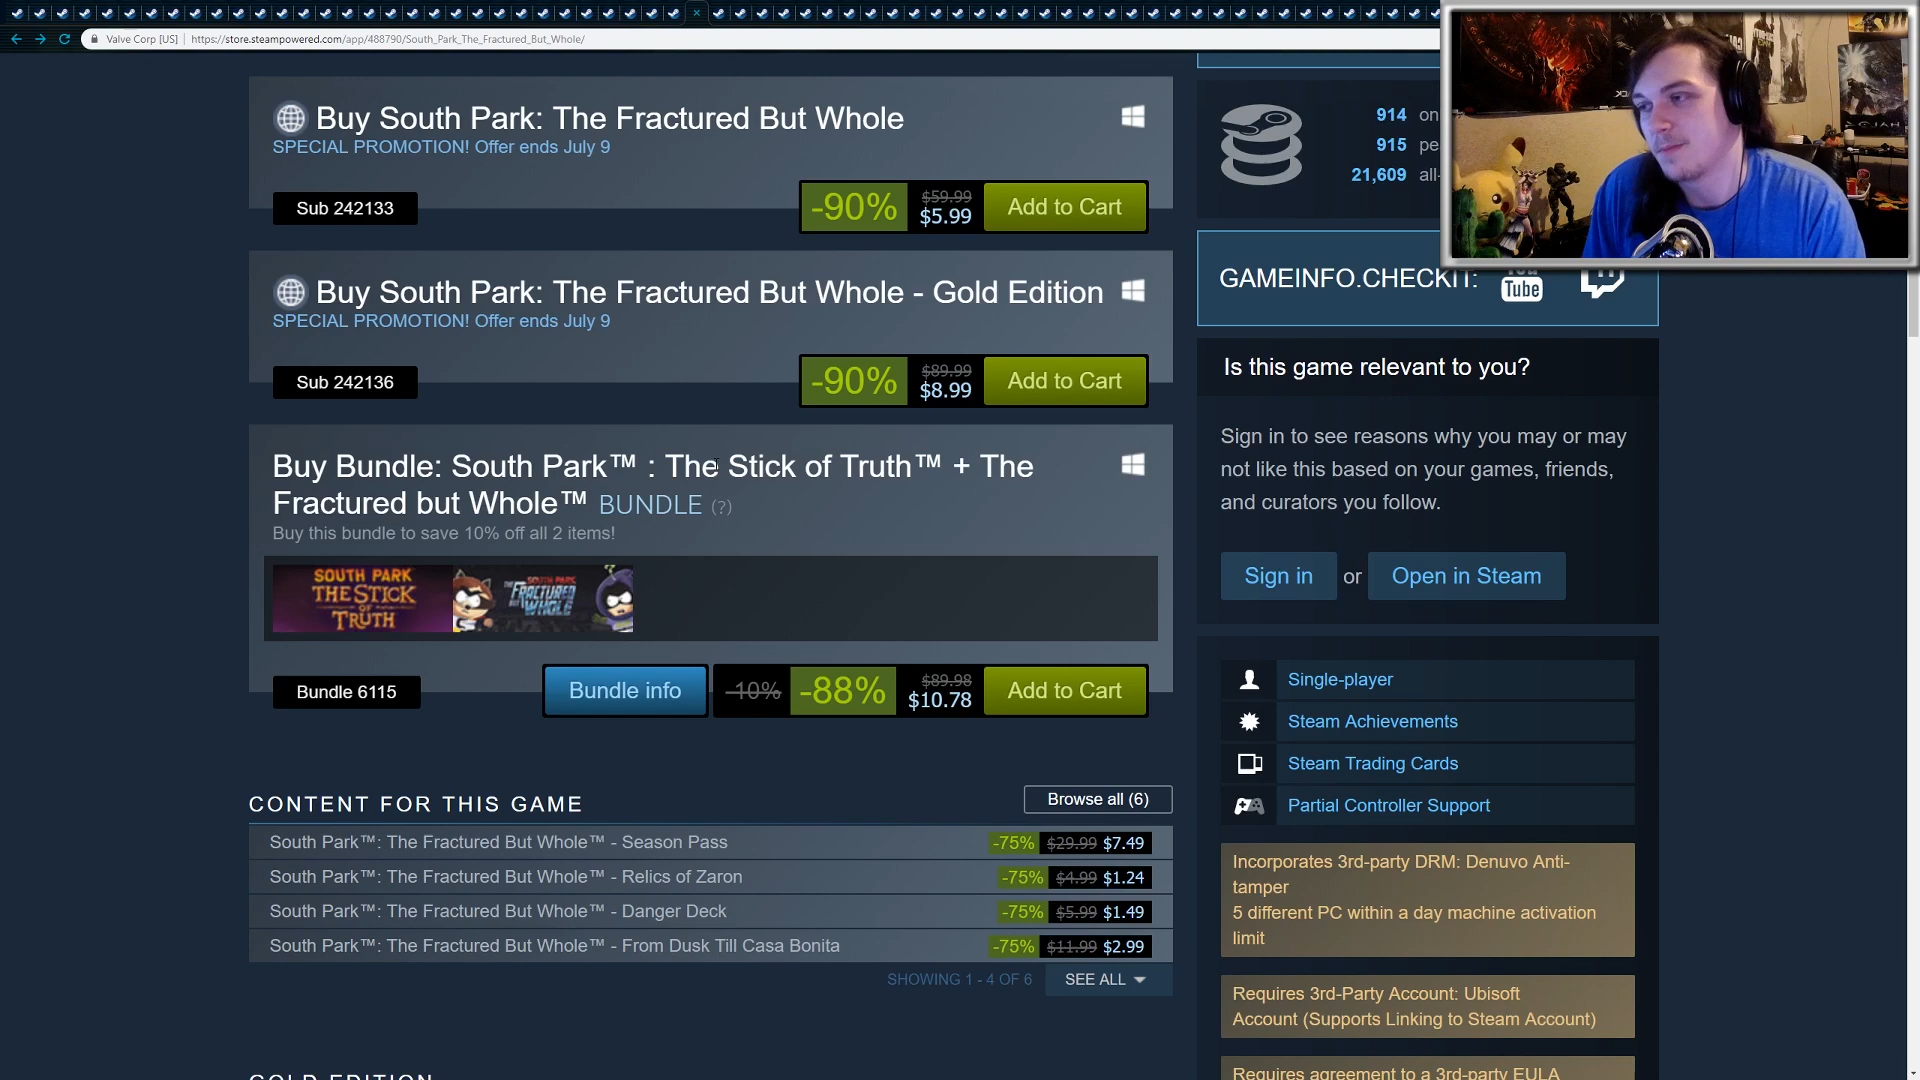 Valve Corp [US] | https://store.steampowered.com/app/488790/South_Park_The_Fractured_But_Whole/
Buy South Park: The Fractured But Whole
SPECIAL PROMOTION! Offer ends July 9
Sub 242133
-90% $59.99 $5.99 Add to Cart
Buy South Park: The Fractured But Whole - Gold Edition
SPECIAL PROMOTION! Offer ends July 9
Sub 242136
-90% $89.99 $8.99 Add to Cart
Buy Bundle: South Park™ : The Stick of Truth™ + The
Fractured but Whole™ BUNDLE (?)
Buy this bundle to save 10% off all 2 items!
SOUTH PARK
THE STICK
OF
TRUTH
SOUTH PARK
THE FRACTURED
BUT
WHOLE
Bundle 6115
Bundle info -10% -88% $89.98 $10.78 Add to Cart
CONTENT FOR THIS GAME
Browse all (6)
South Park™: The Fractured But Whole™ - Season Pass -75% $29.99 $7.49
South Park™: The Fractured But Whole™ - Relics of Zaron -75% $4.99 $1.24
South Park™: The Fractured But Whole™ - Danger Deck -75% $5.99 $1.49
South Park™: The Fractured But Whole™ - From Dusk Till Casa Bonita -75% $11.99 $2.99
SHOWING 1 - 4 OF 6 SEE ALL
GOLD EDITION
914 on
915 pe
21,609 all-
GAMEINFO.CHECKIT:
You
Tube
Is this game relevant to you?
Sign in to see reasons why you may or may
not like this based on your games, friends,
and curators you follow.
Sign in or Open in Steam
Single-player
Steam Achievements
Steam Trading Cards
Partial Controller Support
Incorporates 3rd-party DRM: Denuvo Anti-
tamper
5 different PC within a day machine activation
limit
Requires 3rd-Party Account: Ubisoft
Account (Supports Linking to Steam Account)
Requires agreement to a 3rd-party EULA